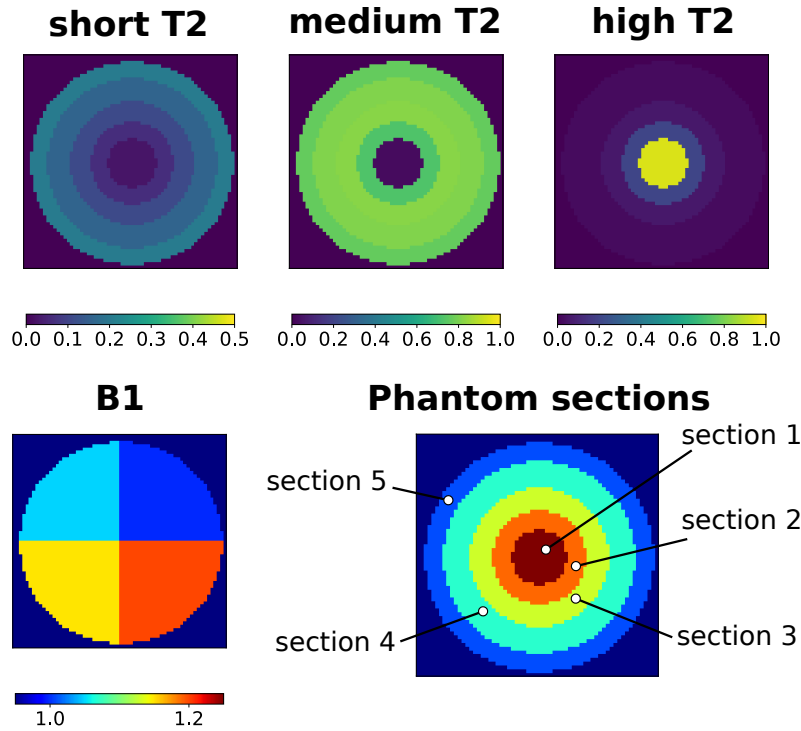 short T2 medium T2 high T2
0.0 0.1 0.2 0.3 0.4 0.5 0.0 0.2 0.4 0.6 0.8 1.0 0.0 0.2 0.4 0.6 0.8 1.0
B1 Phantom sections
section 1
section 5
section 2
section 4
section 3
1.0 1.2